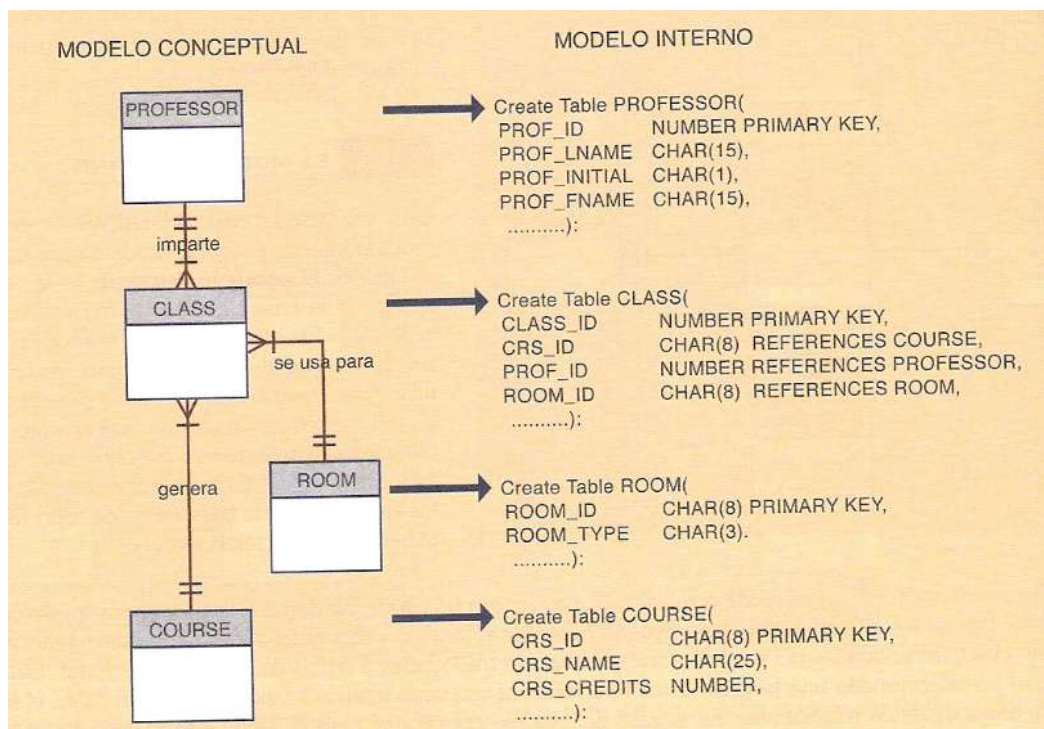 MODELO CONCEPTUAL
MODELO INTERNO
PROFESSOR
Create Table PROFESSOR(
PROF_ID NUMBER PRIMARY KEY,
PROF_LNAME CHAR(15),
PROF_INITIAL CHAR(1),
PROF_FNAME CHAR(15),
..........):
imparte
CLASS
Create Table CLASS(
CLASS_ID NUMBER PRIMARY KEY,
CRS_ID CHAR(8) REFERENCES COURSE,
PROF_ID NUMBER REFERENCES PROFESSOR,
ROOM_ID CHAR(8) REFERENCES ROOM,
..........):
se usa para
genera
ROOM
Create Table ROOM(
ROOM_ID CHAR(8) PRIMARY KEY,
ROOM_TYPE CHAR(3).
..........):
COURSE
Create Table COURSE(
CRS_ID CHAR(8) PRIMARY KEY,
CRS_NAME CHAR(25),
CRS_CREDITS NUMBER,
..........):